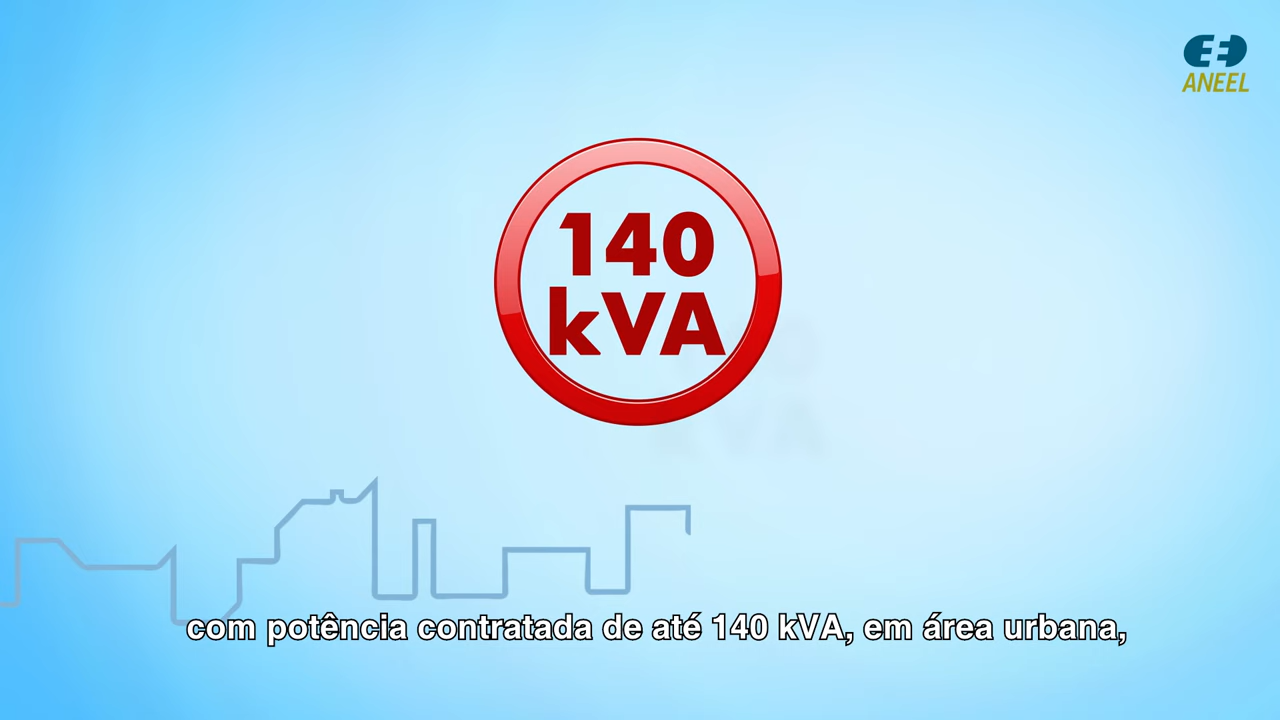 ANEEL
140
kVA
com potência contratada de até 140 kVA, em área urbana,